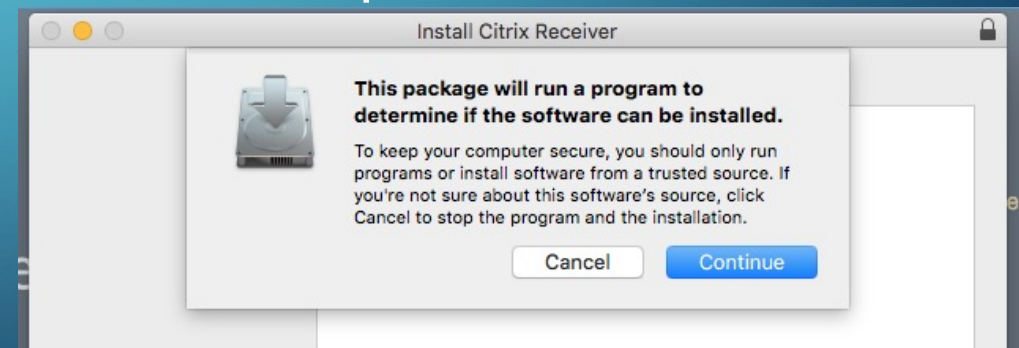 Install Citrix Receiver
This package will run a program to
determine if the software can be installed.
To keep your computer secure, you should only run
programs or install software from a trusted source. If
you're not sure about this software's source, click
Cancel to stop the program and the installation.
Cancel
Continue